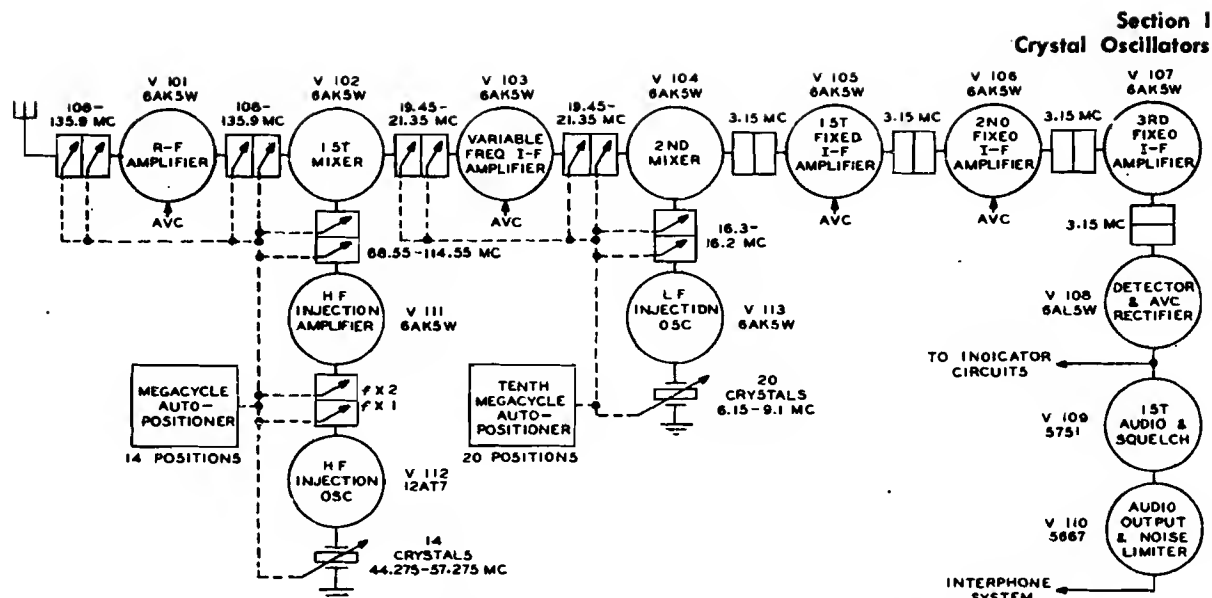 Section 1
Crystal Oscillators
V 101
6AK5W
V 102
6AK5W
V 103
6AK5W
V 104
6AK5W
V 105
6AK5W
V 106
6AK5W
V 107
6AK5W
108-
135.9 MC
R-F
AMPLIFIER
108-
135.9 MC
1ST
MIXER
19.45-
21.35 MC
VARIABLE
FREQ I-F
AMPLIFIER
19.45-
21.35 MC
2ND
MIXER
3.15 MC
1ST
FIXED
I-F
AMPLIFIER
3.15 MC
2ND
FIXED
I-F
AMPLIFIER
3.15 MC
3RD
FIXED
I-F
AMPLIFIER
AVC
AVC
AVC
AVC
68.55-114.55 MC
16.3-
16.2 MC
3.15 MC
HF
INJECTION
AMPLIFIER
V 111
6AK5W
LF
INJECTION
OSC
V 113
6AK5W
V 108
6AL5W
DETECTOR
& AVC
RECTIFIER
TO INDICATOR
CIRCUITS
MEGACYCLE
AUTO-
POSITIONER
14 POSITIONS
f X 2
f X 1
TENTH
MEGACYCLE
AUTO-
POSITIONER
20 POSITIONS
20
CRYSTALS
6.15-9.1 MC
V 109
5751
1ST
AUDIO &
SQUELCH
HF
INJECTION
OSC
V 112
12AT7
V 110
5667
AUDIO
OUTPUT
& NOISE
LIMITER
14
CRYSTALS
44.275-57.275 MC
INTERPHONE
SYSTEM